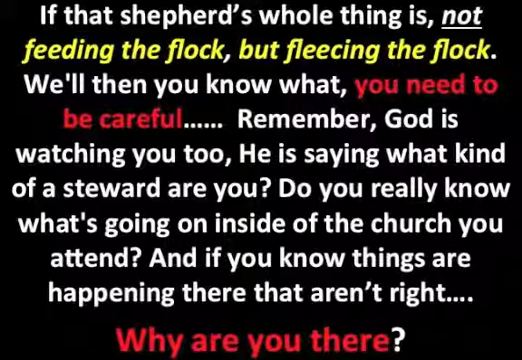 If that shepherd's whole thing is, not
feeding the flock, but fleecing the flock.
We'll then you know what, you need to
be careful...... Remember, God is
watching you too, He is saying what kind
of a steward are you? Do you really know
what's going on inside of the church you
attend? And if you know things are
happening there that aren't right....
Why are you there?